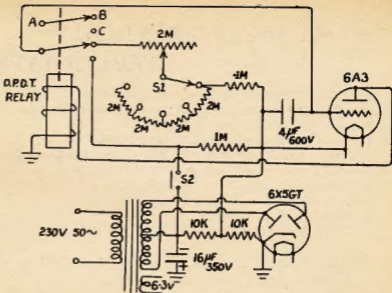 A
B
C
2M
S1
·1M
2M
2M
2M
2M
6A3
D.P.D.T.
RELAY
4µF
600V
1M
S2
6X5GT
230V 50~
10K
10K
16µF
350V
6·3v